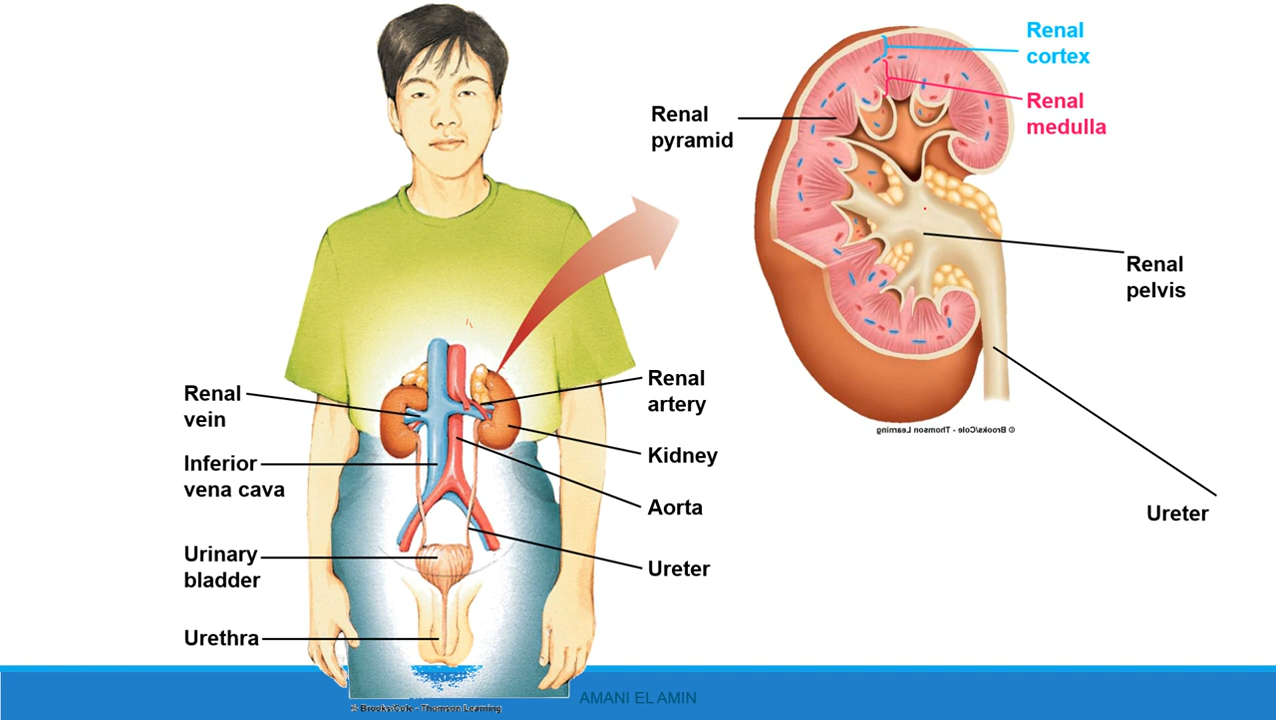 Renal
cortex
Renal
medulla
Renal
pyramid
Renal
pelvis
Ureter
© Brooks/Cole - Thomson Learning
Renal
vein
Inferior
vena cava
Urinary
bladder
Urethra
Renal
artery
Kidney
Aorta
Ureter
© Brooks/Cole - Thomson Learning
AMANI EL AMIN